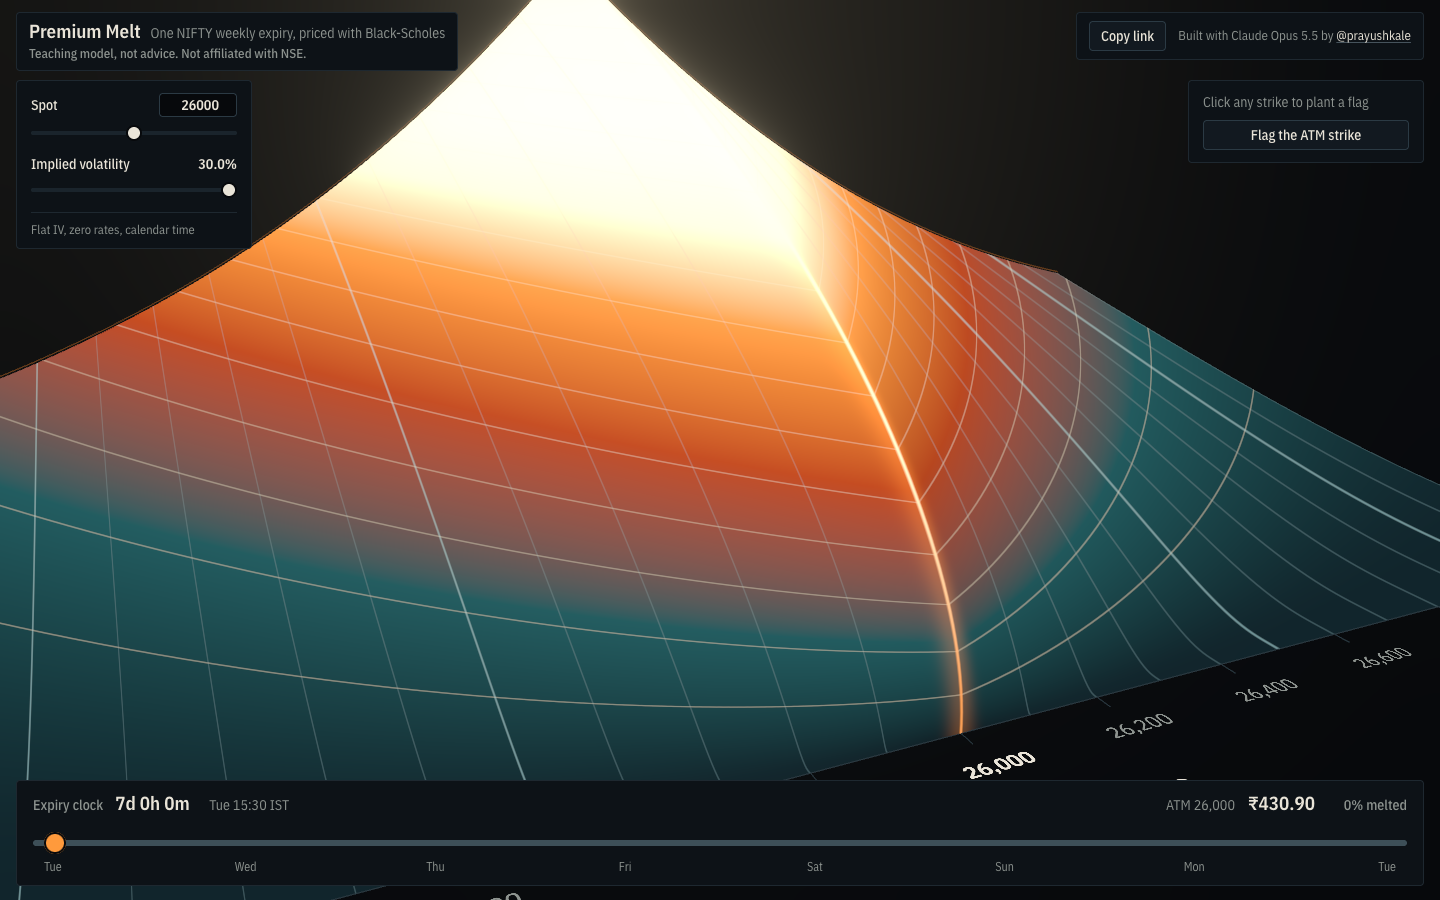 Premium Melt One NIFTY weekly expiry, priced with Black-Scholes
Teaching model, not advice. Not affiliated with NSE.
Copy link Built with Claude Opus 5.5 by @prayushkale
Spot 26000
Implied volatility 30.0%
Flat IV, zero rates, calendar time
Click any strike to plant a flag
Flag the ATM strike
26,600
26,400
26,200
26,000
Expiry clock 7d 0h 0m Tue 15:30 IST ATM 26,000 ₹430.90 0% melted
Tue Wed Thu Fri Sat Sun Mon Tue